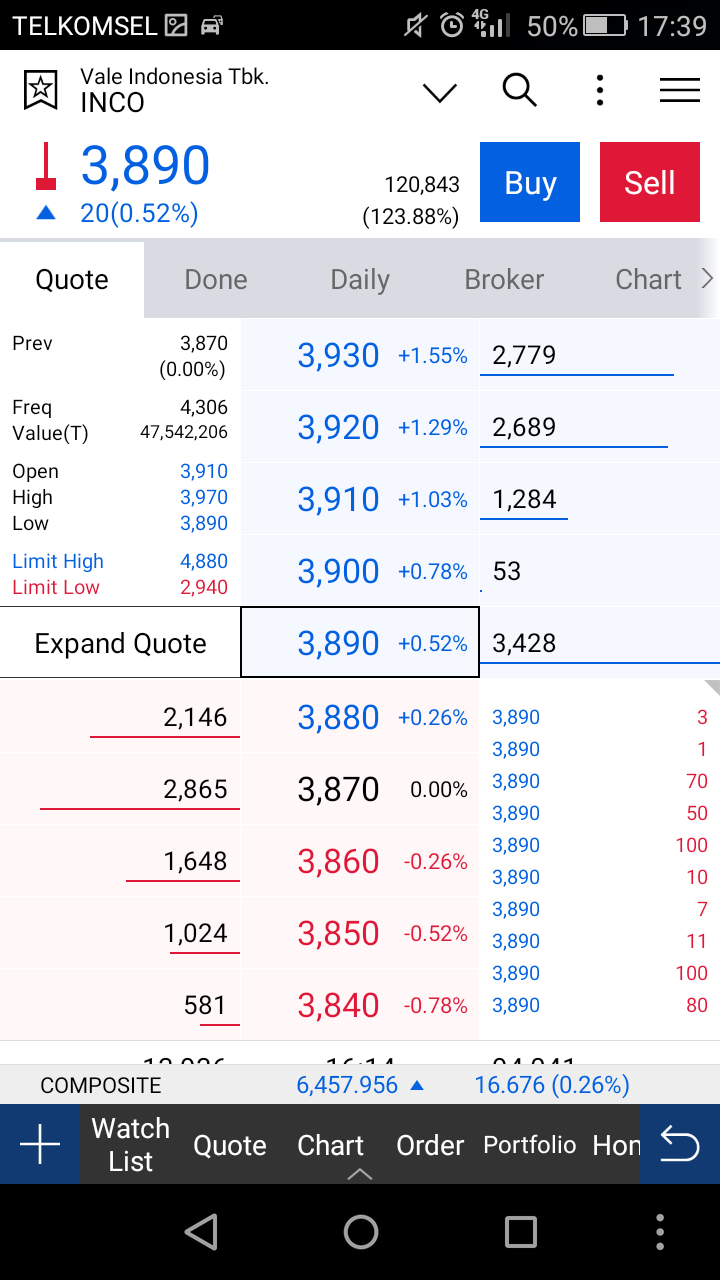 TELKOMSEL 4G 50% 17:39
Vale Indonesia Tbk.
INCO
3,890
20(0.52%)
120,843
(123.88%)
Buy
Sell
Quote Done Daily Broker Chart
Prev 3,870
(0.00%)
Freq 4,306
Value(T) 47,542,206
Open 3,910
High 3,970
Low 3,890
Limit High 4,880
Limit Low 2,940
3,930 +1.55% 2,779
3,920 +1.29% 2,689
3,910 +1.03% 1,284
3,900 +0.78% 53
Expand Quote 3,890 +0.52% 3,428
2,146 3,880 +0.26%
2,865 3,870 0.00%
1,648 3,860 -0.26%
1,024 3,850 -0.52%
581 3,840 -0.78%
3,890 3
3,890 1
3,890 70
3,890 50
3,890 100
3,890 10
3,890 7
3,890 11
3,890 100
3,890 80
COMPOSITE 6,457.956 16.676 (0.26%)
Watch
List
Quote Chart Order Portfolio Hon